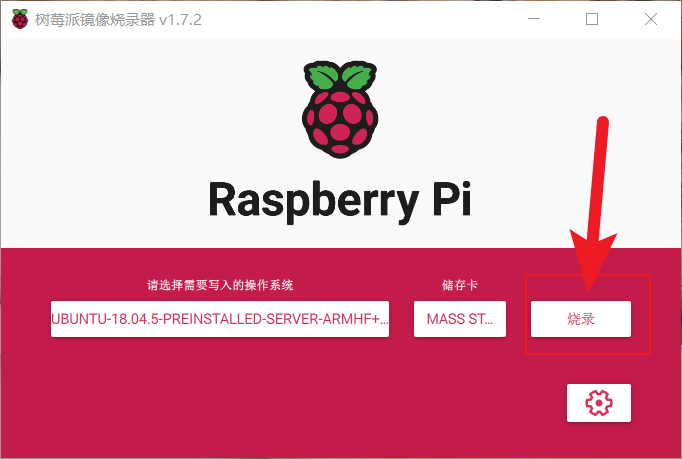 树莓派镜像烧录器 v1.7.2
Raspberry Pi
请选择需要写入的操作系统
储存卡
UBUNTU-18.04.5-PREINSTALLED-SERVER-ARMHF+...
MASS ST...
烧录